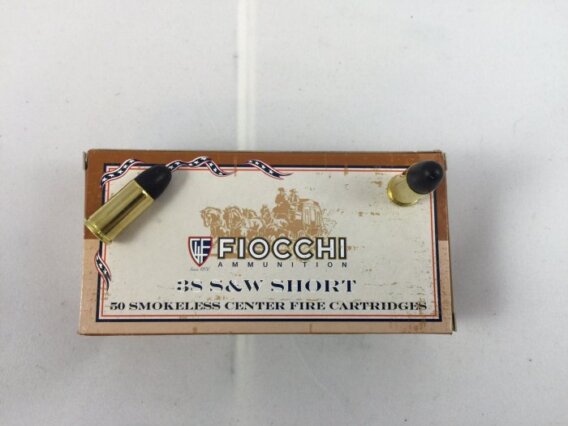 FIOCCHI
AMMUNITION
38 S&W SHORT
50 SMOKELESS CENTER FIRE CARTRIDGES